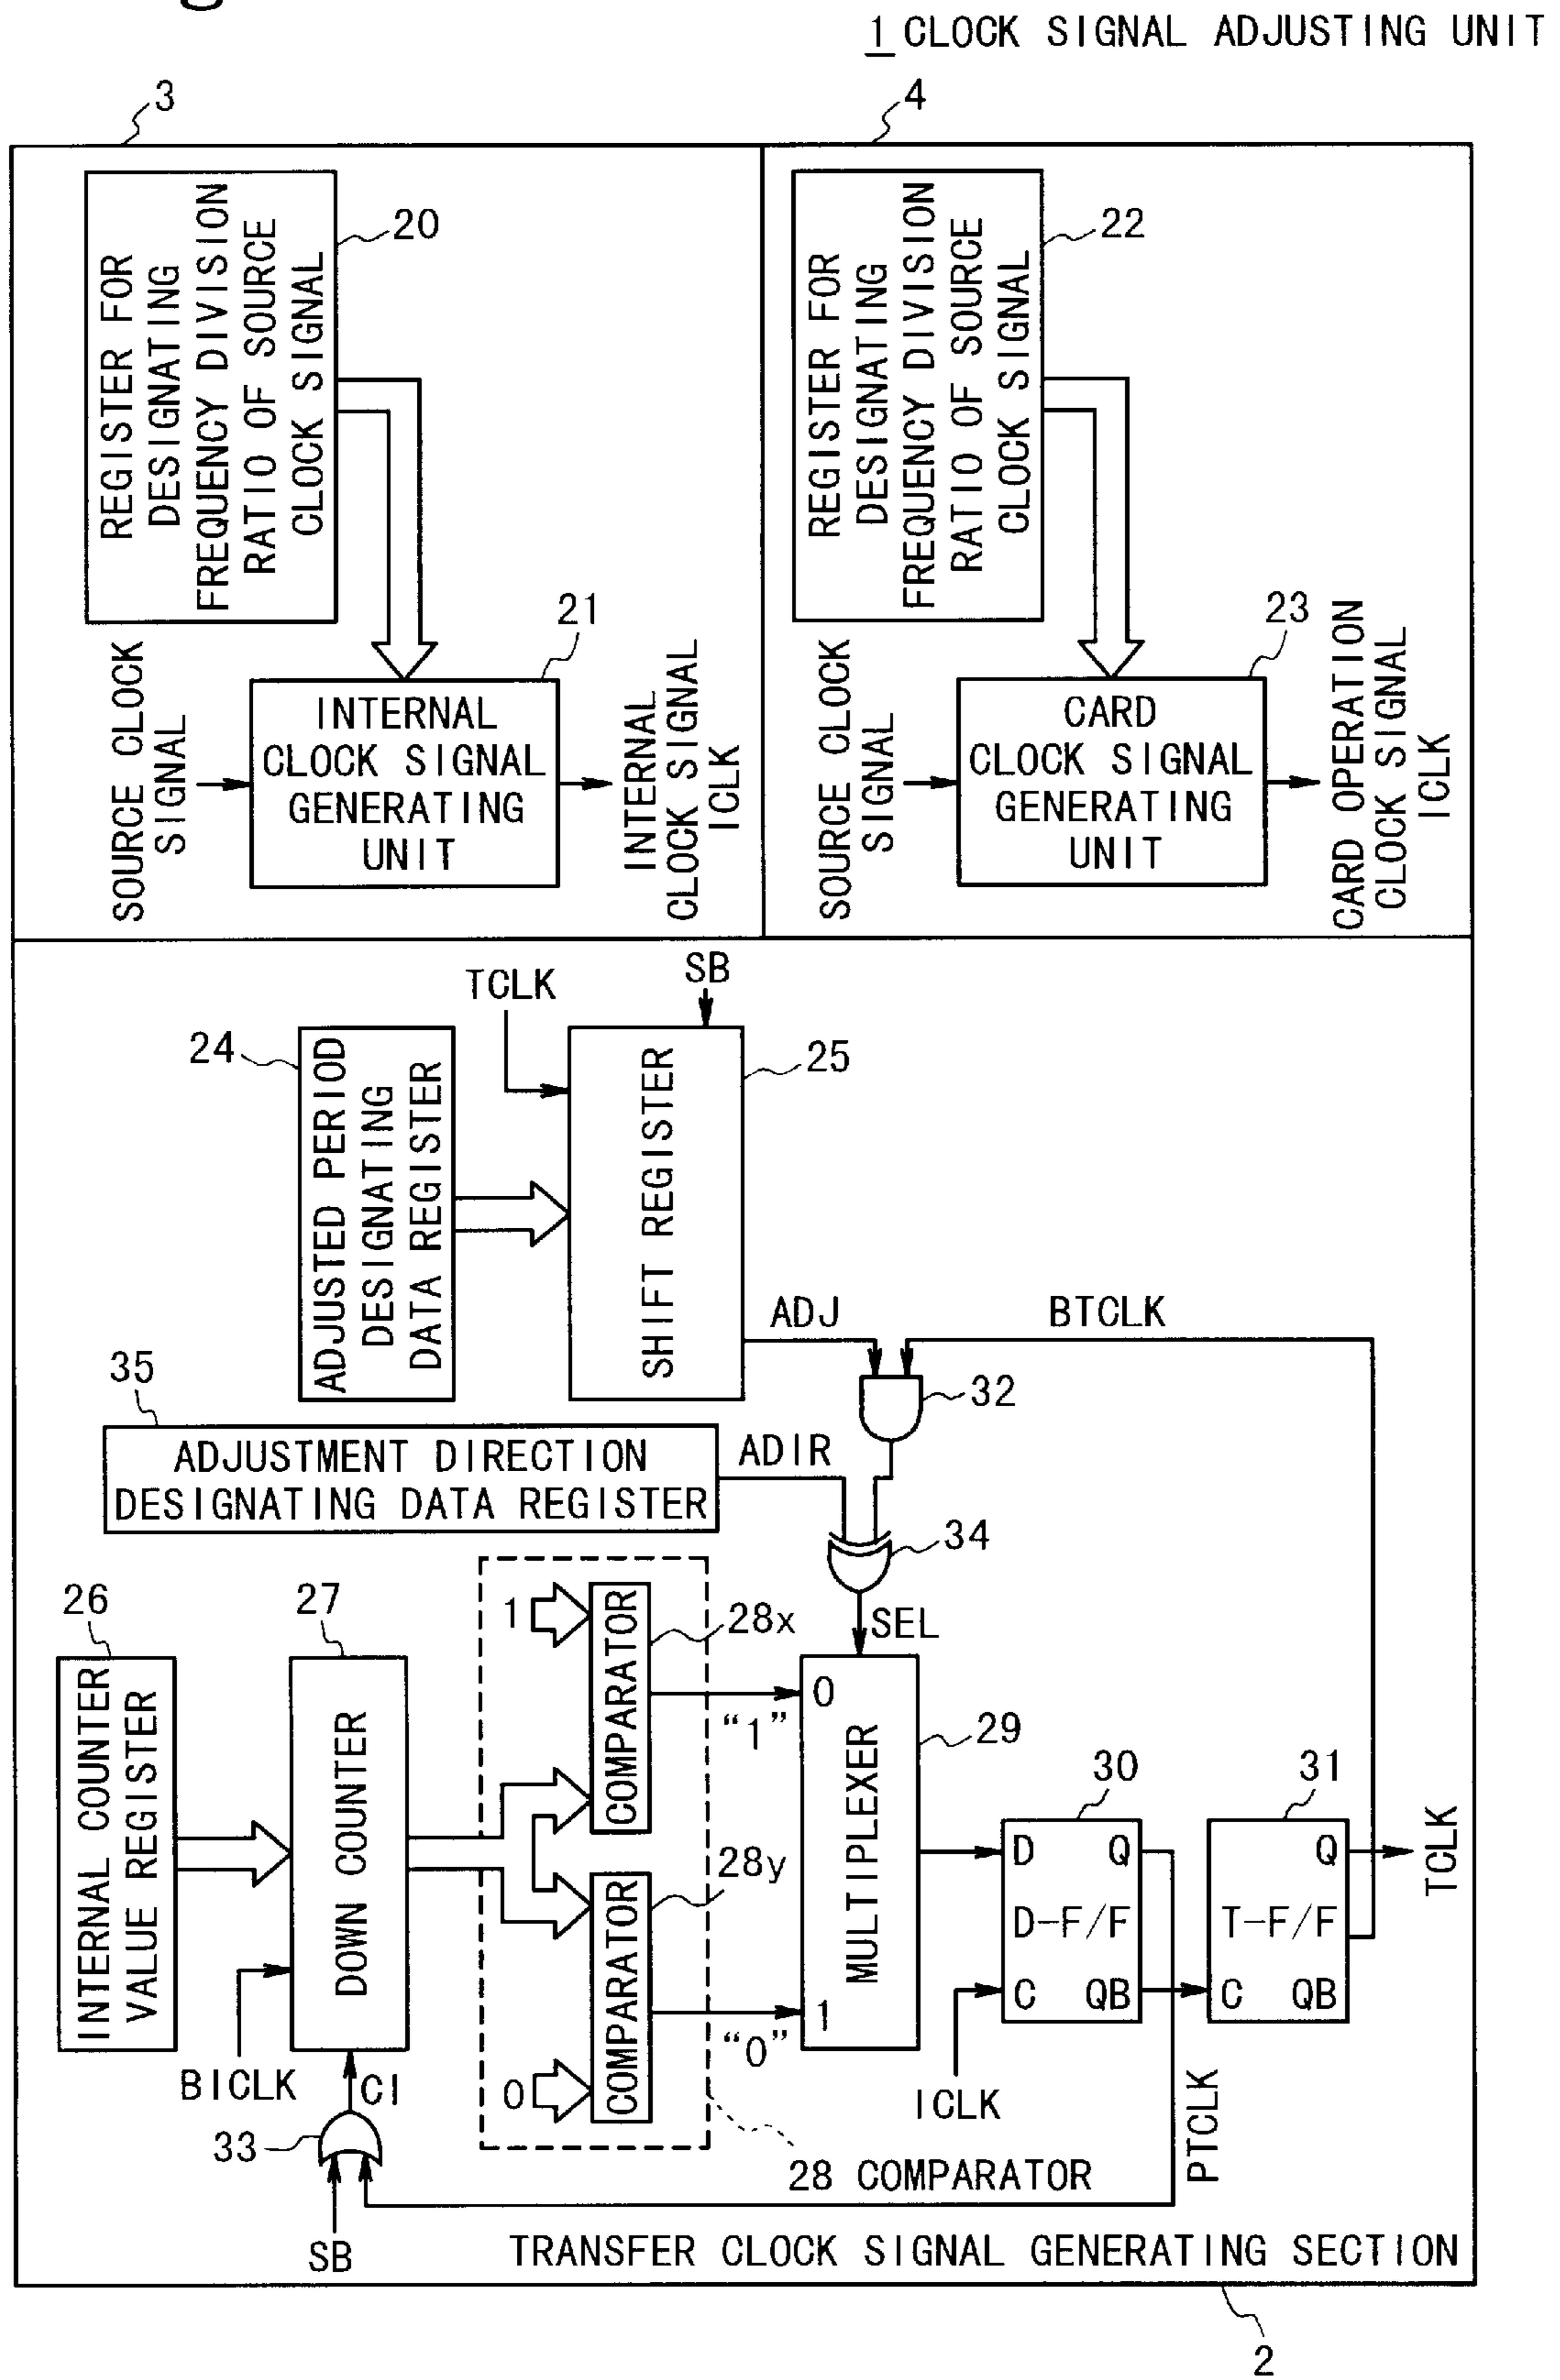 1 CLOCK SIGNAL ADJUSTING UNIT
3
4
REGISTER FOR
DESIGNATING
FREQUENCY DIVISION
RATIO OF SOURCE
CLOCK SIGNAL
20
REGISTER FOR
DESIGNATING
FREQUENCY DIVISION
RATIO OF SOURCE
CLOCK SIGNAL
22
SOURCE CLOCK
SIGNAL
21
INTERNAL
CLOCK SIGNAL
GENERATING
UNIT
INTERNAL
CLOCK SIGNAL
ICLK
SOURCE CLOCK
SIGNAL
23
CARD
CLOCK SIGNAL
GENERATING
UNIT
CARD OPERATION
CLOCK SIGNAL
ICLK
TCLK
SB
24
ADJUSTED PERIOD
DESIGNATING
DATA REGISTER
SHIFT REGISTER
25
ADJ
BTCLK
32
35
ADJUSTMENT DIRECTION
DESIGNATING DATA REGISTER
ADIR
34
SEL
26
INTERNAL COUNTER
VALUE REGISTER
27
DOWN COUNTER
BICLK
CI
33
SB
1
COMPARATOR
28x
"1"
28y
COMPARATOR
0
"0"
28 COMPARATOR
0
MULTIPLEXER
1
29
30
D Q
D-F/F
C QB
ICLK
PTCLK
31
Q
T-F/F
C QB
TCLK
TRANSFER CLOCK SIGNAL GENERATING SECTION
2